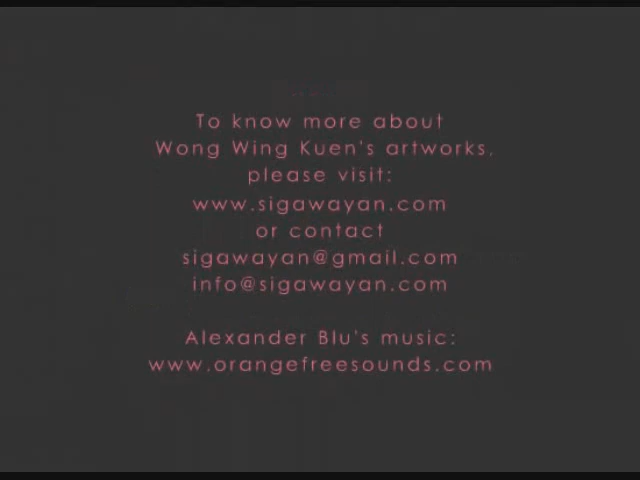 To know more about
Wong Wing Kuen's artworks,
please visit:
www.sigawayan.com
or contact
sigawayan@gmail.com
info@sigawayan.com
Alexander Blu's music:
www.orangefreesounds.com